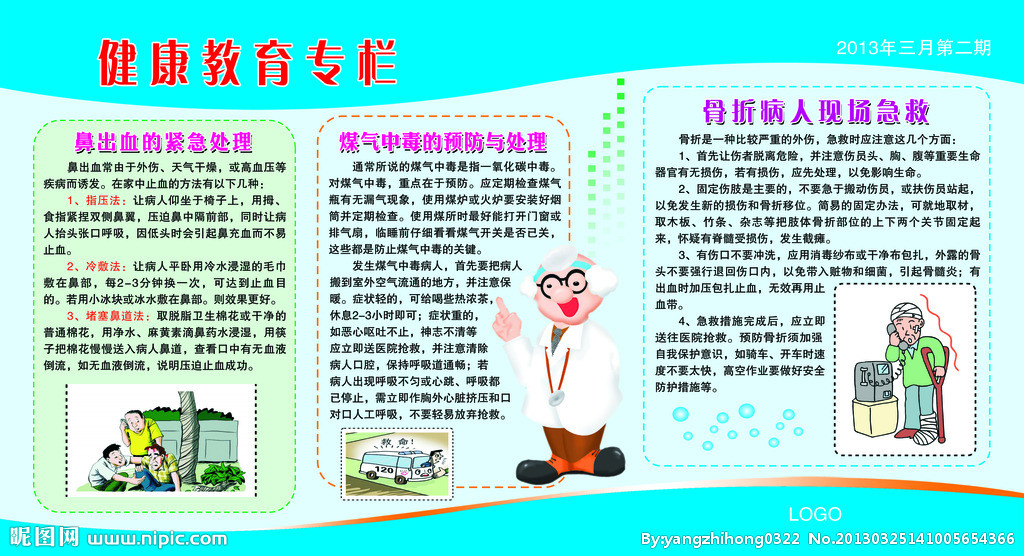 健康教育专栏
2013年三月第二期
鼻出血的紧急处理
鼻出血常由于外伤、天气干燥，或高血压等
疾病而诱发。在家中止血的方法有以下几种：
1、指压法：让病人仰坐于椅子上，用拇、
食指紧捏双侧鼻翼，压迫鼻中隔前部，同时让病
人抬头张口呼吸，因低头时会引起鼻充血而不易
止血。
2、冷敷法：让病人平卧用冷水浸湿的毛巾
敷在鼻部，每2-3分钟换一次，可达到止血目
的。若用小冰块或冰水敷在鼻部。则效果更好。
3、堵塞鼻道法：取脱脂卫生棉花或干净的
普通棉花，用净水、麻黄素滴鼻药水浸湿，用筷
子把棉花慢慢送入病人鼻道，查看口中有无血液
倒流，如无血液倒流，说明压迫止血成功。
煤气中毒的预防与处理
通常所说的煤气中毒是指一氧化碳中毒。
对煤气中毒，重点在于预防。应定期检查煤气
瓶有无漏气现象，使用煤炉或火炉要安装好烟
筒并定期检查。使用煤所时最好能打开门窗或
排气扇，临睡前仔细看看煤气开关是否已关，
这些都是防止煤气中毒的关键。
发生煤气中毒病人，首先要把病人
搬到室外空气流通的地方，并注意保
暖。症状轻的，可给喝些热浓茶，
休息2-3小时即可；症状重的，
如恶心呕吐不止，神志不清等
应立即送医院抢救，并注意清除
病人口腔，保持呼吸道通畅；若
病人出现呼吸不匀或心跳、呼吸都
已停止，需立即作胸外心脏挤压和口
对口人工呼吸，不要轻易放弃抢救。
救命！
120
骨折病人现场急救
骨折是一种比较严重的外伤，急救时应注意这几个方面：
1、首先让伤者脱离危险，并注意伤员头、胸、腹等重要生命
器官有无损伤，若有损伤，应先处理，以免影响生命。
2、固定伤肢是主要的，不要急于搬动伤员，或扶伤员站起，
以免发生新的损伤和骨折移位。简易的固定办法，可就地取材，
取木板、竹条、杂志等把肢体骨折部位的上下两个关节固定起
来，怀疑有脊髓受损伤，发生截瘫。
3、有伤口不要冲洗，应用消毒纱布或干净布包扎，外露的骨
头不要强行退回伤口内，以免带入赃物和细菌，引起骨髓炎；有
出血时加压包扎止血，无效再用止
血带。
4、急救措施完成后，应立即
送往医院抢救。预防骨折须加强
自我保护意识，如骑车、开车时速
度不要太快，高空作业要做好安全
防护措施等。
LOGO
昵图网 www.nipic.com
By:yangzhihong0322 No.20130325141005654366